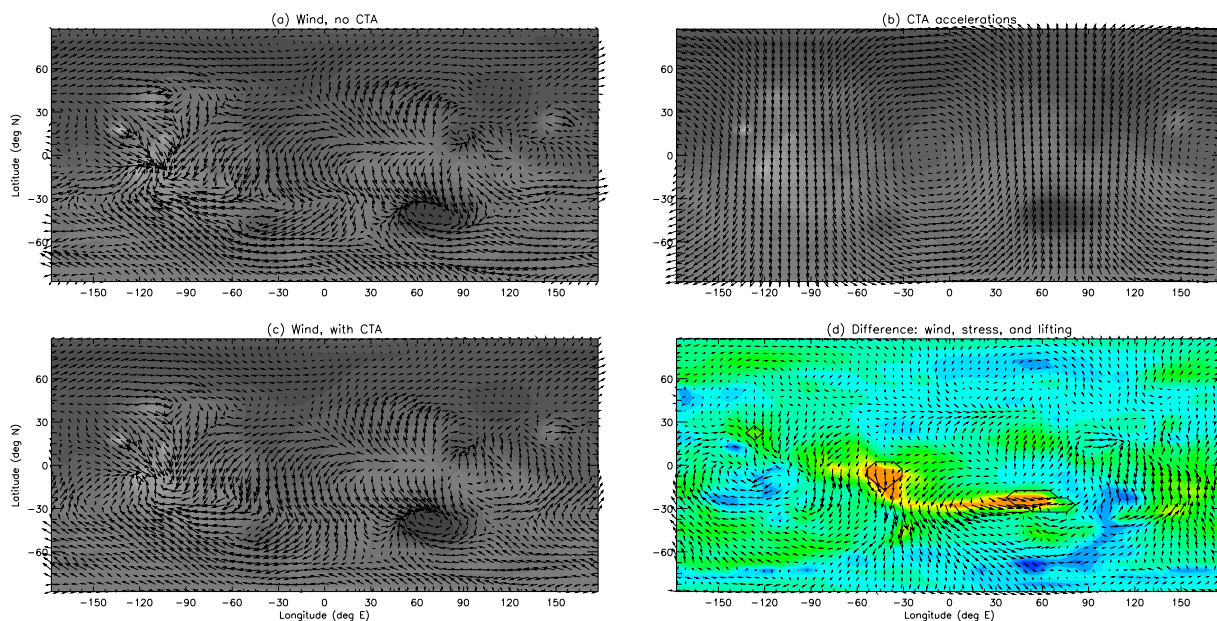 (a) Wind, no CTA
(b) CTA accelerations
60
30
0
−30
−60
Latitude (deg N)
−150 −120 −90 −60 −30 0 30 60 90 120 150
60
30
0
−30
−60
−150 −120 −90 −60 −30 0 30 60 90 120 150
(c) Wind, with CTA
(d) Difference: wind, stress, and lifting
60
30
0
−30
−60
Latitude (deg N)
−150 −120 −90 −60 −30 0 30 60 90 120 150
Longitude (deg E)
60
30
0
−30
−60
−150 −120 −90 −60 −30 0 30 60 90 120 150
Longitude (deg E)